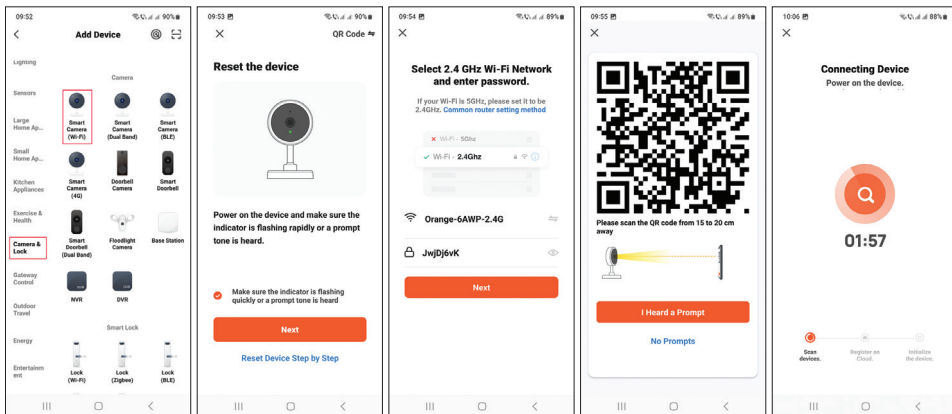 09:52
90%
Add Device
Lighting
Camera
Sensors
Smart
Camera
(Wi-Fi)
Smart
Camera
(Dual Band)
Smart
Camera
(BLE)
Large
Home Ap...
Small
Home Ap...
Kitchen
Appliances
Smart
Camera
(4G)
Doorbell
Camera
Smart
Doorbell
Exercise &
Health
Camera &
Lock
Smart
Doorbell
(Dual Band)
Floodlight
Camera
Base Station
Gateway
Control
NVR
DVR
Outdoor
Travel
Smart Lock
Energy
Entertainm
ent
Lock
(Wi-Fi)
Lock
(Zigbee)
Lock
(BLE)
09:53
90%
QR Code
Reset the device
Power on the device and make sure the
indicator is flashing rapidly or a prompt
tone is heard.
Make sure the indicator is flashing
quickly or a prompt tone is heard
Next
Reset Device Step by Step
09:54
89%
Select 2.4 GHz Wi-Fi Network
and enter password.
If your Wi-Fi is 5GHz, please set it to be
2.4GHz. Common router setting method
Wi-Fi - 5Ghz
Wi-Fi - 2.4Ghz
Orange-6AWP-2.4G
JwjDj6vK
Next
09:55
89%
Please scan the QR code from 15 to 20 cm
away
I Heard a Prompt
No Prompts
10:06
88%
Connecting Device
Power on the device.
01:57
Scan
devices.
Register on
Cloud.
Initialize
the device.